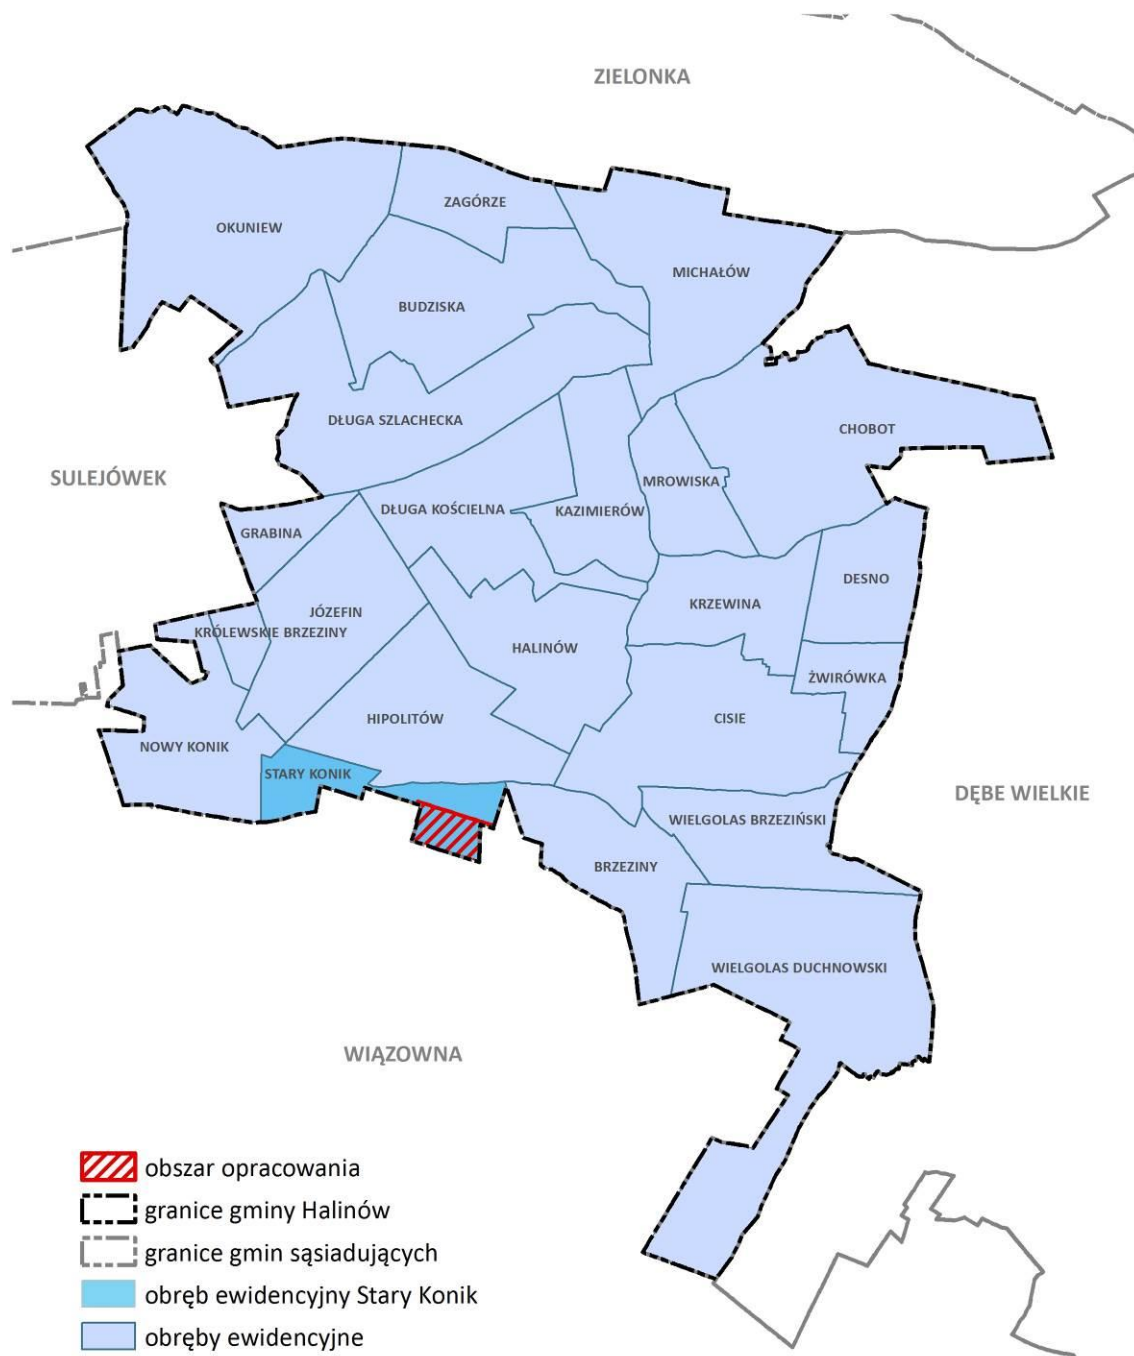 ZIELONKA
ZAGÓRZE
OKUNIEW
MICHAŁÓW
BUDZISKA
DŁUGA SZLACHECKA
CHOBOT
SULEJÓWEK
MROWISKA
DŁUGA KOŚCIELNA
KAZIMIERÓW
GRABINA
DESNO
KRZEWINA
JÓZEFIN
KRÓLEWSKIE BRZEZINY
HALINÓW
ŻWIRÓWKA
HIPOLITÓW
CISIE
NOWY KONIK
STARY KONIK
DĘBE WIELKIE
WIELGOLAS BRZEZIŃSKI
BRZEZINY
WIELGOLAS DUCHNOWSKI
WIĄZOWNA
obszar opracowania
granice gminy Halinów
granice gmin sąsiadujących
obręb ewidencyjny Stary Konik
obręby ewidencyjne